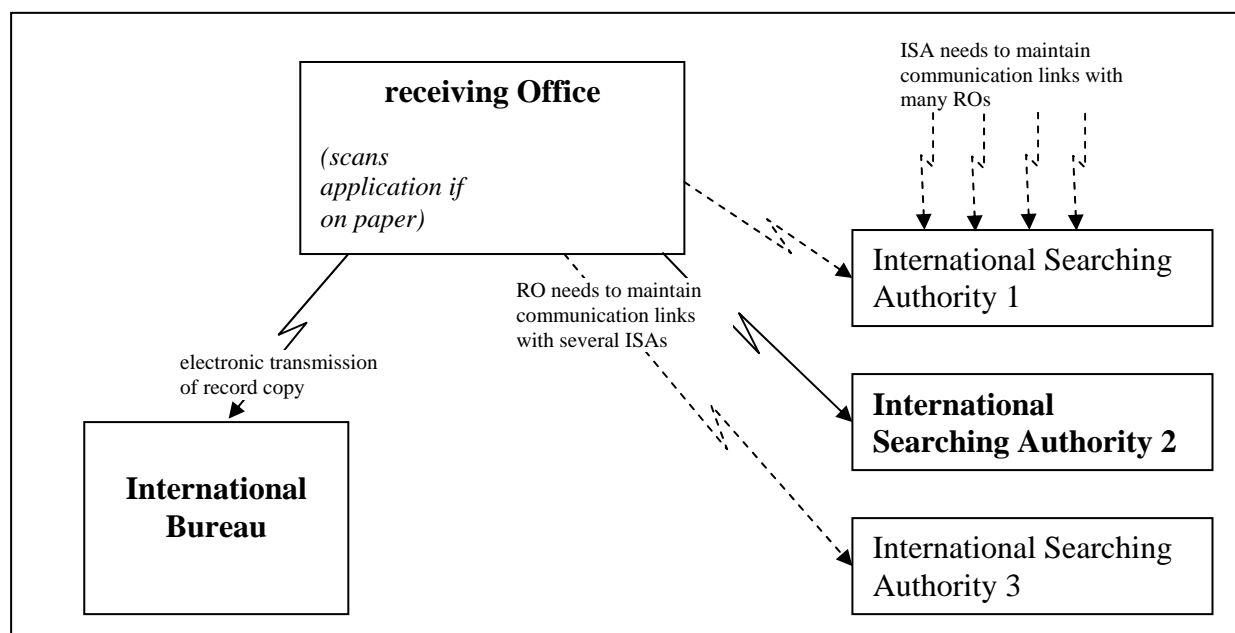 receiving Office
(scans
application if
on paper)
ISA needs to maintain
communication links with
many ROs
International Searching
Authority 1
RO needs to maintain
communication links
with several ISAs
electronic transmission
of record copy
International
Searching Authority 2
International
Bureau
International Searching
Authority 3